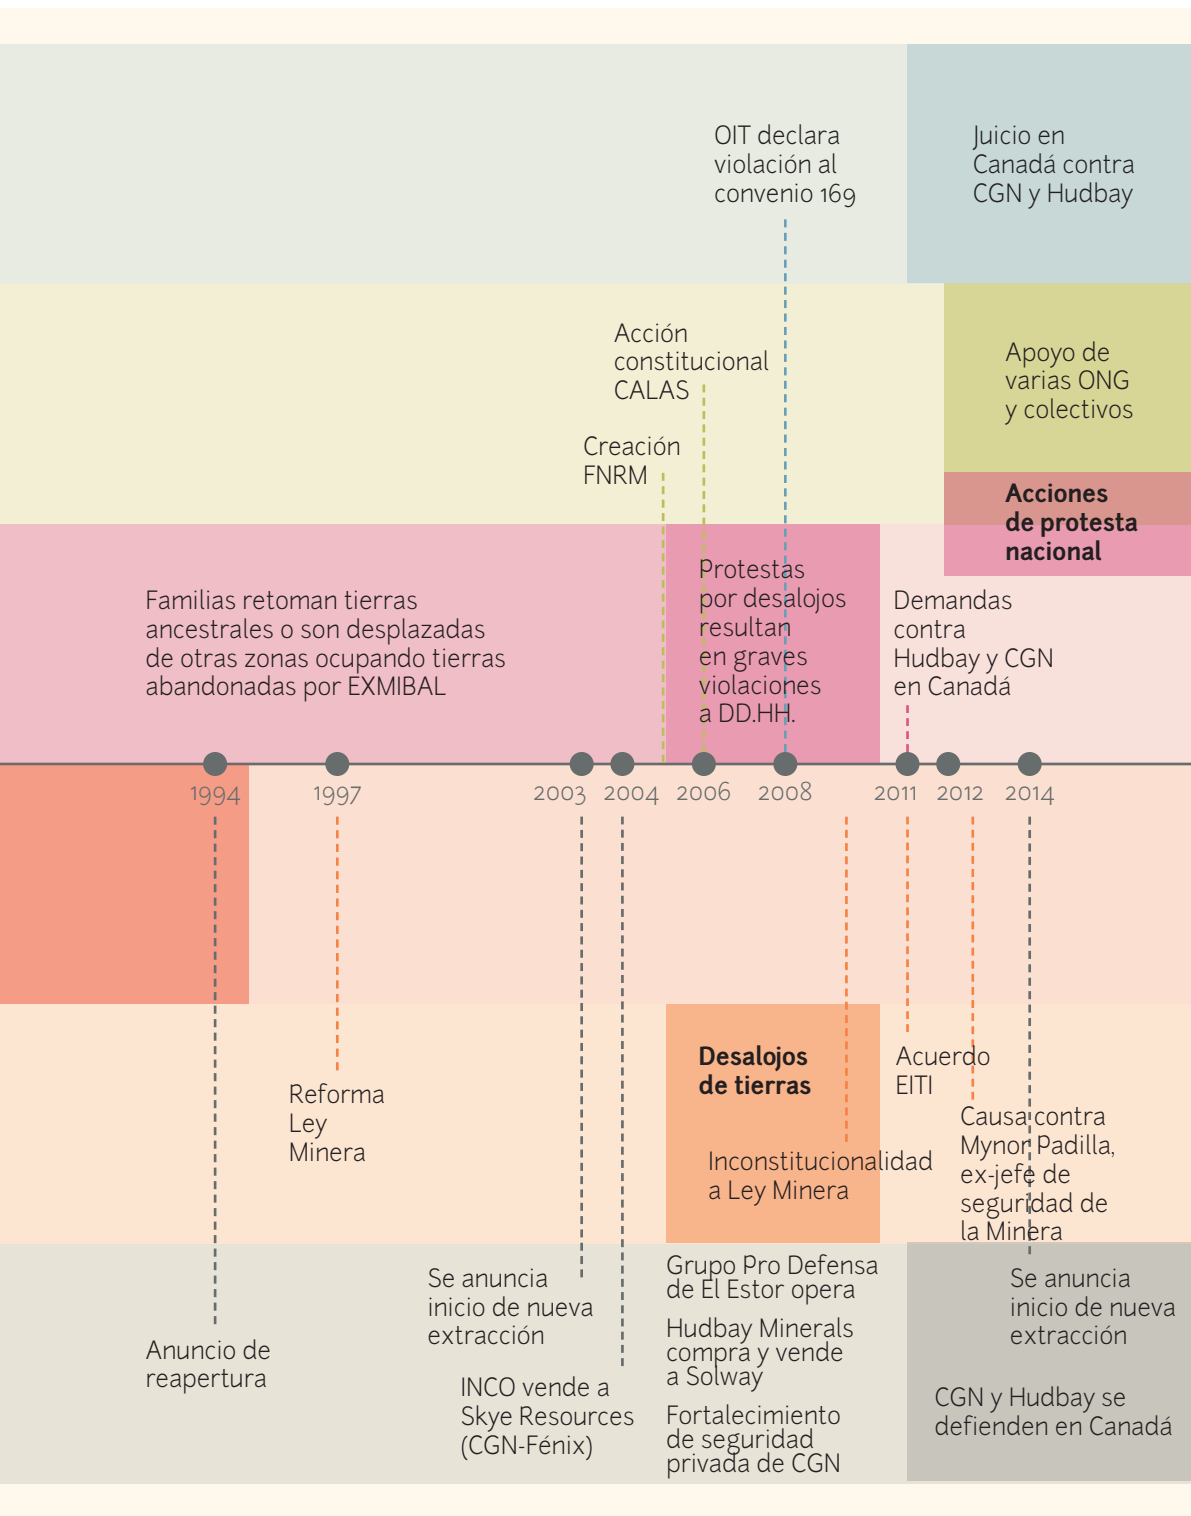 OIT declara
violación al
convenio 169
Juicio en
Canadá contra
CGN y Hudbay
Acción
constitucional
CALAS
Creación
FNRM
Apoyo de
varias ONG
y colectivos
Acciones
de protesta
nacional
Familias retoman tierras
ancestrales o son desplazadas
de otras zonas ocupando tierras
abandonadas por EXMIBAL
Protestas
por desalojos
resultan
en graves
violaciones
a DD.HH.
Demandas
contra
Hudbay y CGN
en Canadá
1994 1997 2003 2004 2006 2008 2011 2012 2014
Reforma
Ley
Minera
Desalojos
de tierras
Inconstitucionalidad
a Ley Minera
Acuerdo
EITI
Causa contra
Mynor Padilla,
ex-jefe de
seguridad de
la Minera
Anuncio de
reapertura
Se anuncia
inicio de nueva
extracción
INCO vende a
Skye Resources
(CGN-Fénix)
Grupo Pro Defensa
de El Estor opera
Hudbay Minerals
compra y vende
a Solway
Fortalecimiento
de seguridad
privada de CGN
Se anuncia
inicio de nueva
extracción
CGN y Hudbay se
defienden en Canadá